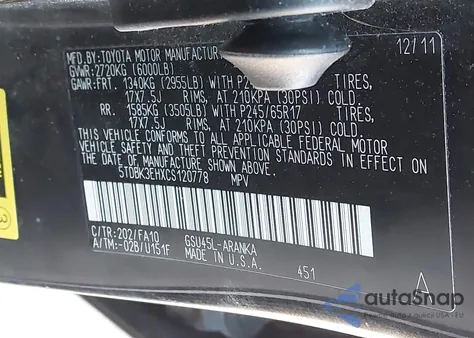 MFD.BY:TOYOTA MOTOR MANUFACTUR 12/11
GVWR:2720KG (6000LB)
GAWR:FRT. 1340KG (2955LB) WITH P2 TIRES,
17X7.5J RIMS, AT 210KPA (30PSI) COLD.
RR. 1585KG (3505LB) WITH P245/65R17 TIRES,
17X7.5J RIMS, AT 210KPA (30PSI) COLD.
THIS VEHICLE CONFORMS TO ALL APPLICABLE FEDERAL MOTOR
VEHICLE SAFETY AND THEFT PREVENTION STANDARDS IN EFFECT ON
THE DATE OF MANUFACTURE SHOWN ABOVE.
5TDBK3EHXCS120778 MPV
C/TR:202/FA10 GSU45L-ARANKA
A/TM:-02B/U151F MADE IN U.S.A. 451 A
3
autoSnap